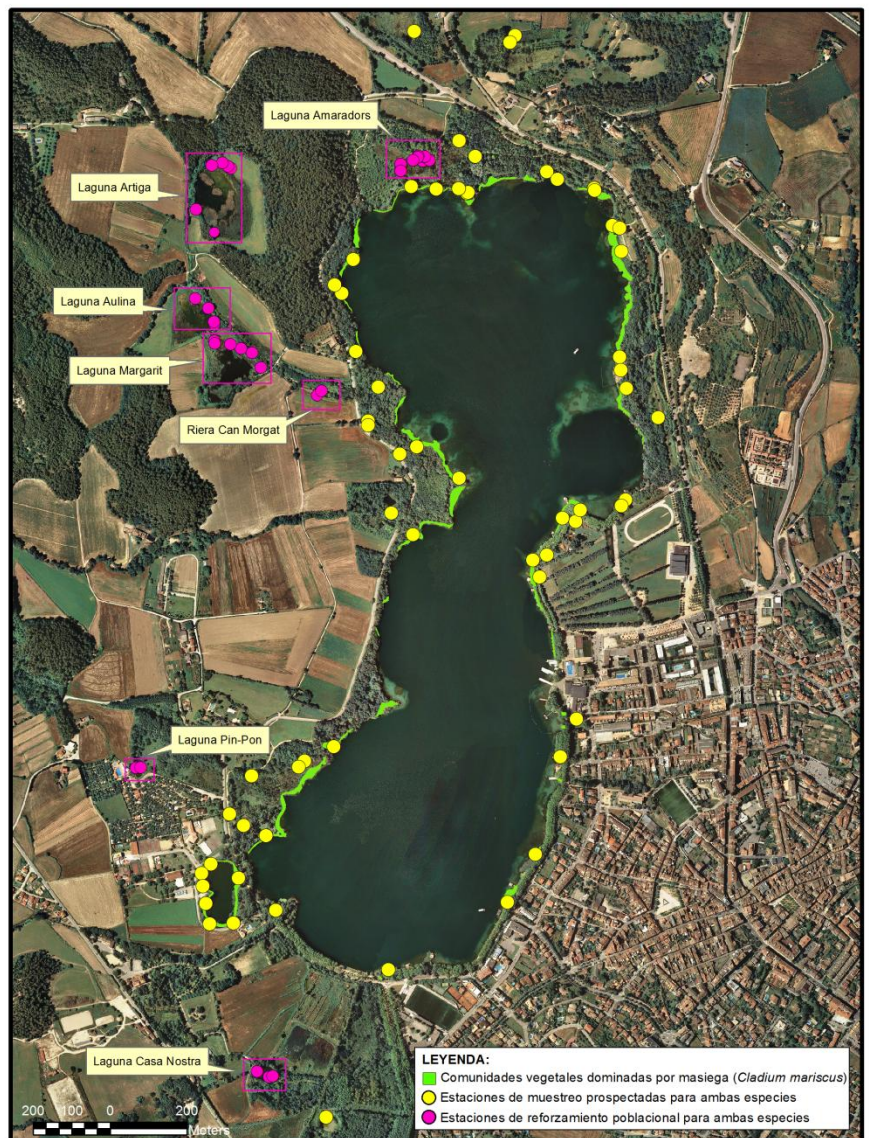 Laguna Amaradors
Laguna Artiga
Laguna Aulina
Laguna Margarit
Riera Can Morgat
Laguna Pin-Pon
Laguna Casa Nostra
LEYENDA:
Comunidades vegetales dominadas por masiega (Cladium mariscus)
Estaciones de muestreo prospectadas para ambas especies
Estaciones de reforzamiento poblacional para ambas especies
200 100 0 200
Meters